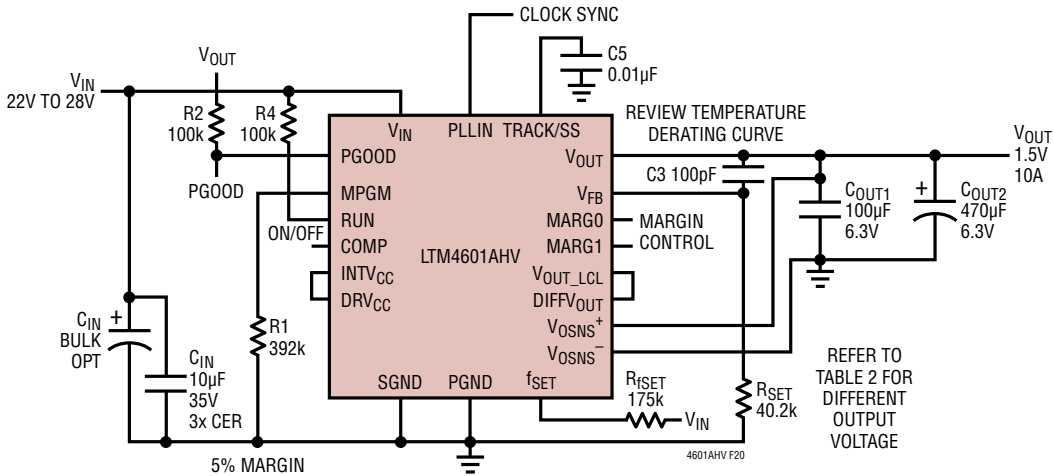 CLOCK SYNC
C5
0.01µF
VOUT
VIN
22V TO 28V
R2
100k
R4
100k
PGOOD
VIN
PLLIN
TRACK/SS
REVIEW TEMPERATURE
DERATING CURVE
PGOOD
MPGM
RUN
COMP
INTVCC
DRVCC
ON/OFF
LTM4601AHV
VOUT
VFB
MARG0
MARG1
VOUT_LCL
DIFFVOUT
VOSNS+
VOSNS–
SGND
PGND
fSET
C3 100pF
MARGIN
CONTROL
VOUT
1.5V
10A
COUT1
100µF
6.3V
+
COUT2
470µF
6.3V
CIN
BULK
OPT
+
CIN
10µF
35V
3x CER
R1
392k
5% MARGIN
RfSET
175k
VIN
RSET
40.2k
REFER TO
TABLE 2 FOR
DIFFERENT
OUTPUT
VOLTAGE
4601AHV F20